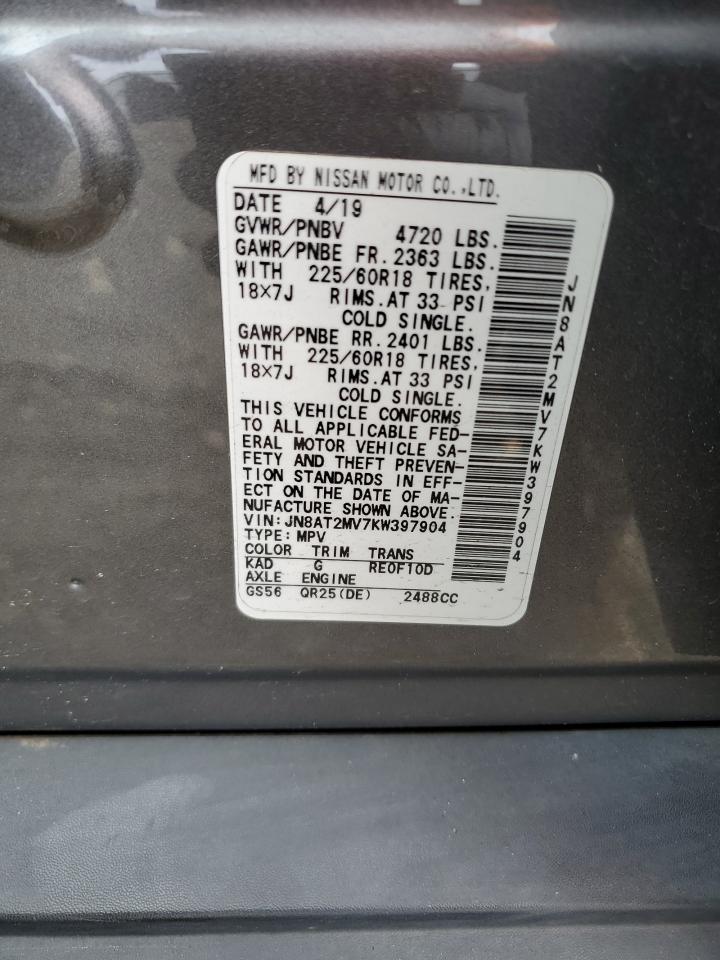 MFD BY NISSAN MOTOR CO.,LTD.
DATE 4/19
GVWR/PNBV 4720 LBS.
GAWR/PNBE FR. 2363 LBS.
WITH 225/60R18 TIRES,
18X7J RIMS.AT 33 PSI
COLD SINGLE.
GAWR/PNBE RR. 2401 LBS.
WITH 225/60R18 TIRES,
18X7J RIMS.AT 33 PSI
COLD SINGLE.
THIS VEHICLE CONFORMS
TO ALL APPLICABLE FED-
ERAL MOTOR VEHICLE SA-
FETY AND THEFT PREVEN-
TION STANDARDS IN EFF-
ECT ON THE DATE OF MA-
NUFACTURE SHOWN ABOVE.
VIN:JN8AT2MV7KW397904
TYPE:MPV
COLOR TRIM TRANS
KAD G RE0F10D
AXLE ENGINE
GS56 QR25(DE) 2488CC
JN8AT2MV7KW397904